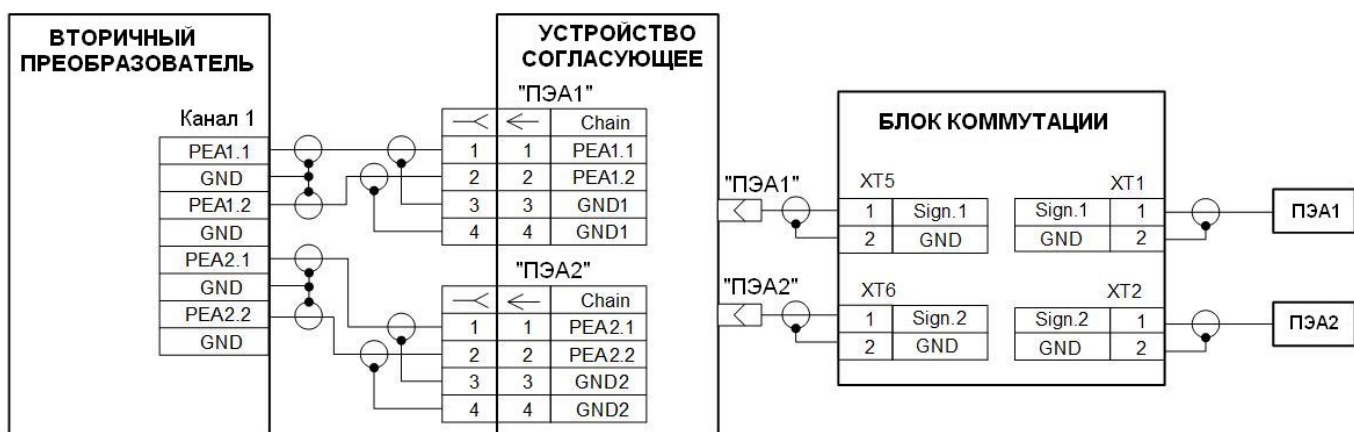 ВТОРИЧНЫЙ
ПРЕОБРАЗОВАТЕЛЬ
Канал 1
PEA1.1
GND
PEA1.2
GND
PEA2.1
GND
PEA2.2
GND
УСТРОЙСТВО
СОГЛАСУЮЩЕЕ
"ПЭА1"
Chain
1 1 PEA1.1
2 2 PEA1.2
3 3 GND1
4 4 GND1
"ПЭА2"
Chain
1 1 PEA2.1
2 2 PEA2.2
3 3 GND2
4 4 GND2
"ПЭА1"
"ПЭА2"
БЛОК КОММУТАЦИИ
XT5
1 Sign.1
2 GND
XT1
Sign.1 1
GND 2
XT6
1 Sign.2
2 GND
XT2
Sign.2 1
GND 2
ПЭА1
ПЭА2